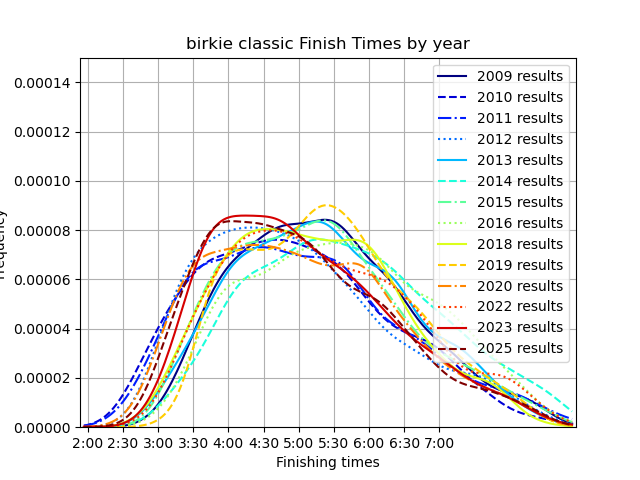 birkie classic Finish Times by year
0.00014
0.00012
0.00010
0.00008
0.00006
0.00004
0.00002
0.00000
2:00 2:30 3:00 3:30 4:00 4:30 5:00 5:30 6:00 6:30 7:00
Finishing times
2009 results
2010 results
2011 results
2012 results
2013 results
2014 results
2015 results
2016 results
2018 results
2019 results
2020 results
2022 results
2023 results
2025 results